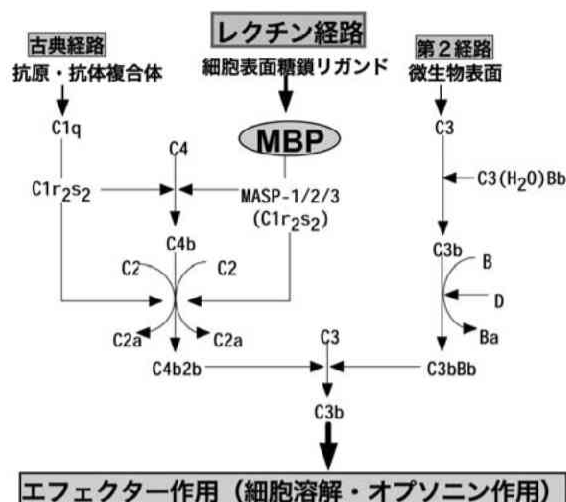 古典経路
抗原・抗体複合体
C1q
C1r2s2
レクチン経路
細胞表面糖鎖リガンド
MBP
C4
MASP-1/2/3
(C1r2s2)
C4b
C2
C2
C2a
C2a
C4b2b
第2経路
微生物表面
C3
C3(H2O)Bb
C3b
B
D
Ba
C3bBb
C3
C3b
エフェクター作用（細胞溶解・オプソニン作用）